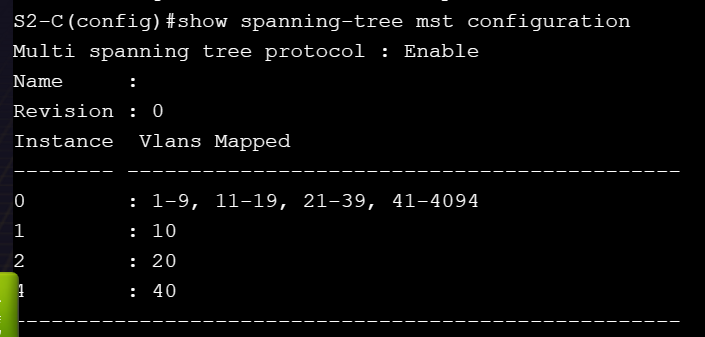 S2-C(config)#show spanning-tree mst configuration
Multi spanning tree protocol : Enable
Name     :
Revision : 0
Instance  Vlans Mapped
-------- ----------------------------------------------
0        : 1-9, 11-19, 21-39, 41-4094
1        : 10
2        : 20
4        : 40
-------------------------------------------------------